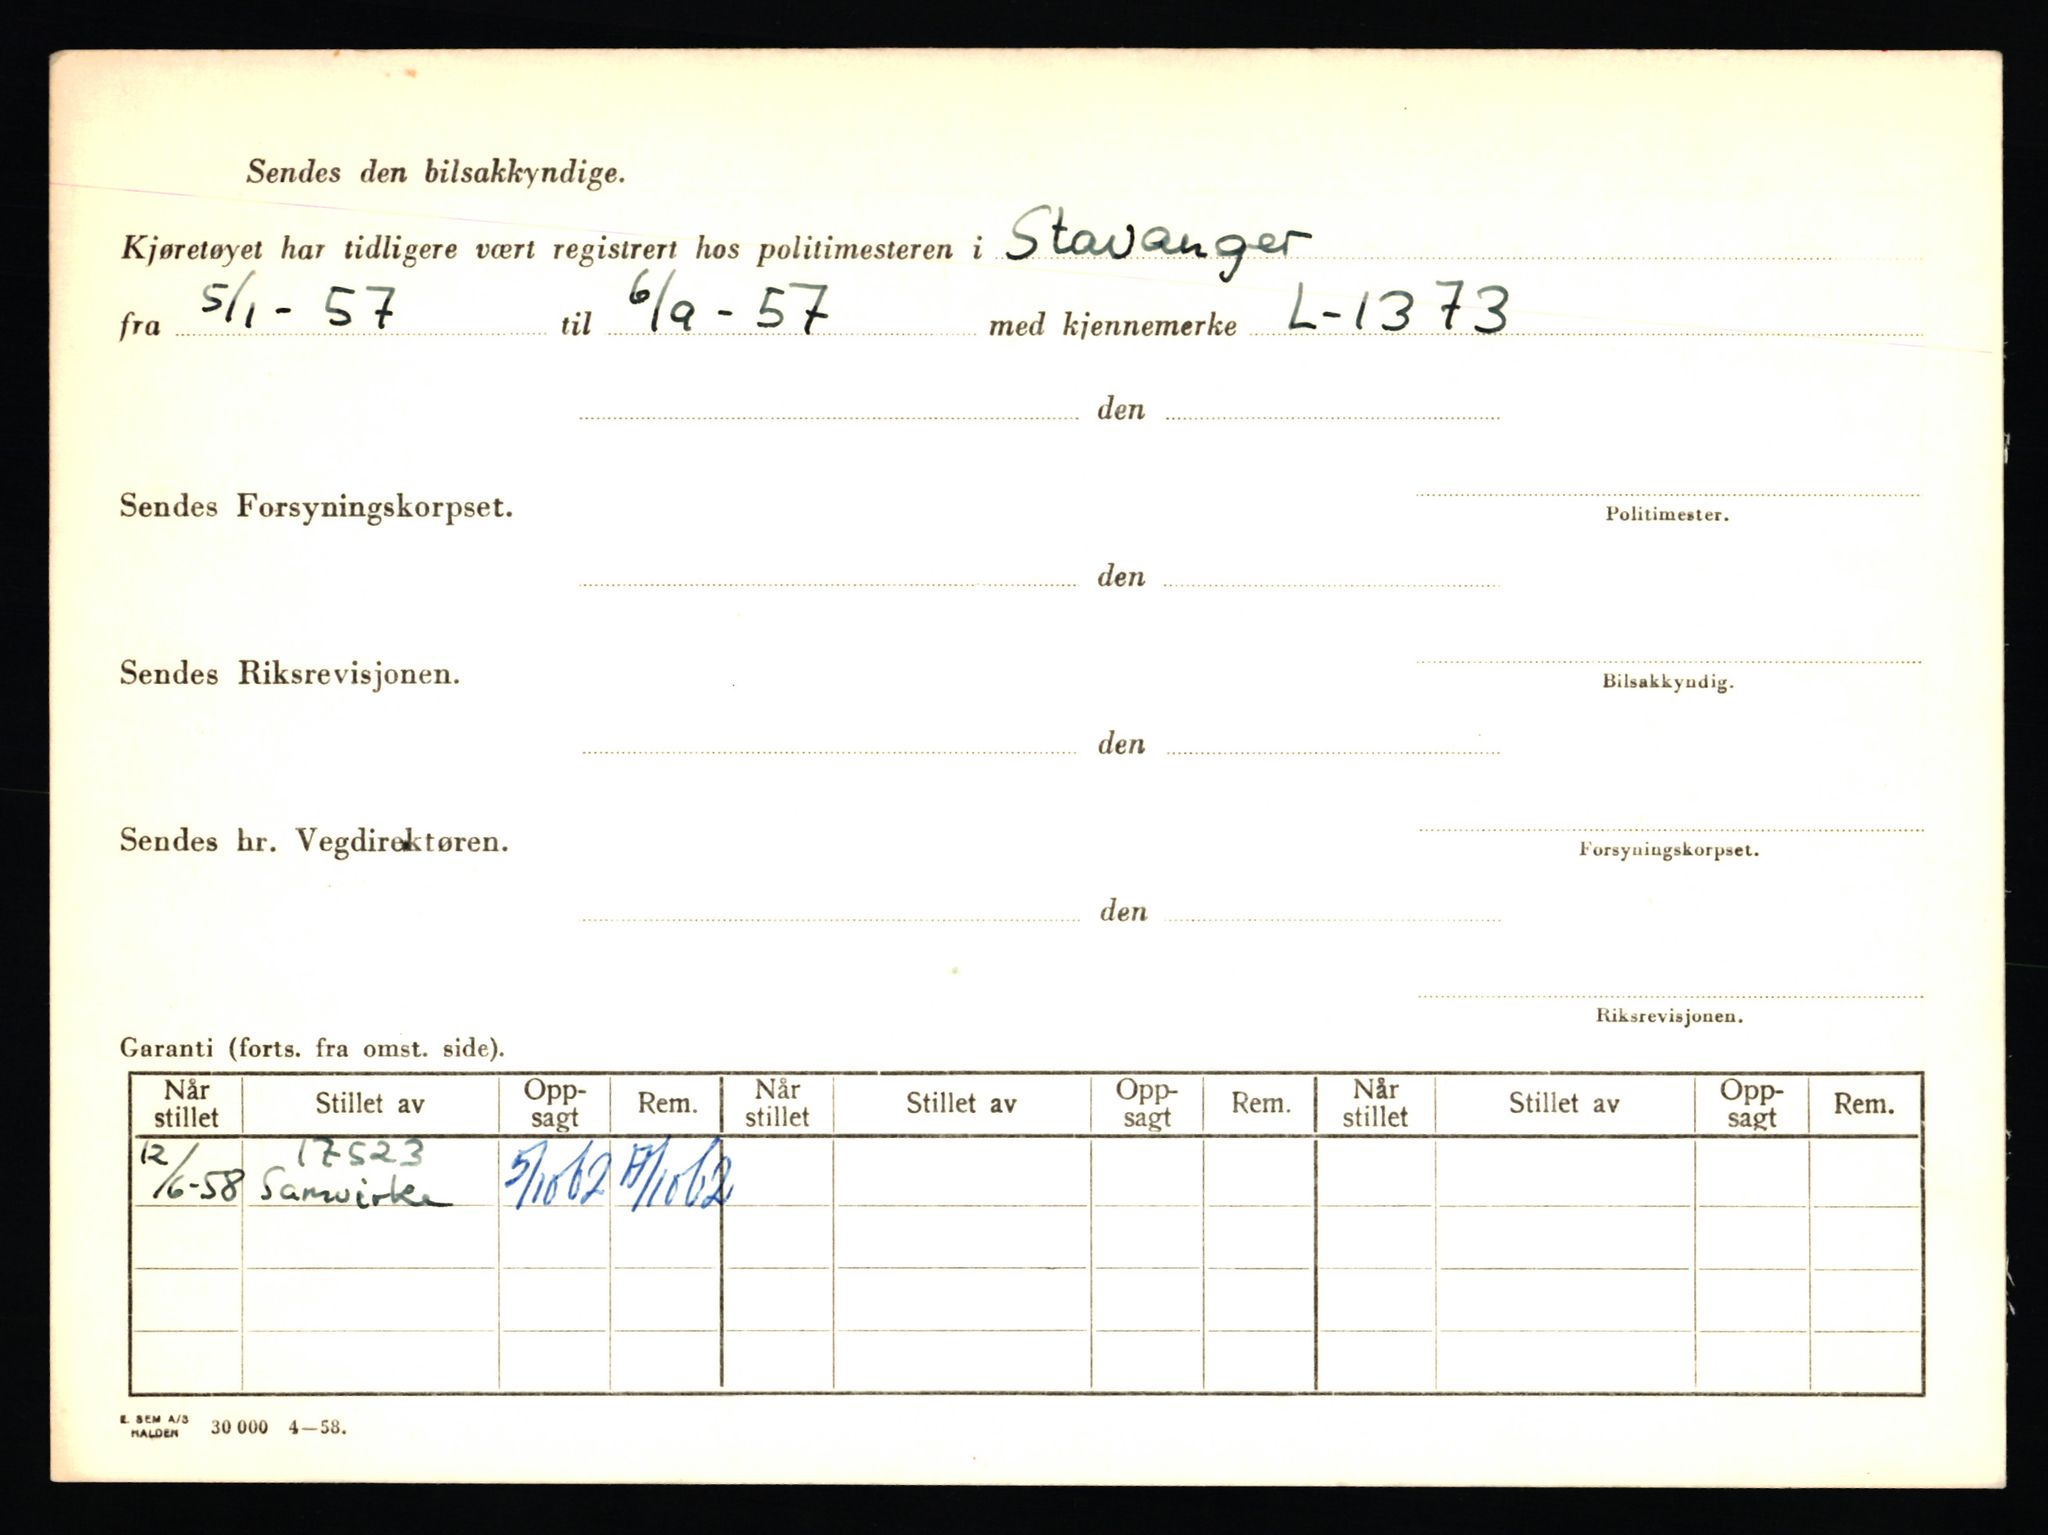 Sendes den bilsakkyndige.
Kjøretøyet har tidligere vært registrert hos politimesteren i Stavanger
fra 5/1 - 57 til 6/9 - 57 med kjennemerke L-1373
den
Sendes Forsyningskorpset.
Politimester.
den
Sendes Riksrevisjonen.
Bilsakkyndig.
den
Sendes hr. Vegdirektøren.
Forsyningskorpset.
den
Riksrevisjonen.
Garanti (forts. fra omst. side).
Når stillet Stillet av Opp-sagt Rem. Når stillet Stillet av Opp-sagt Rem. Når stillet Stillet av Opp-sagt Rem.
12/6-58 17523 Samvirke 5/10 62
E. SEM A/S HALDEN 30 000 4—58.